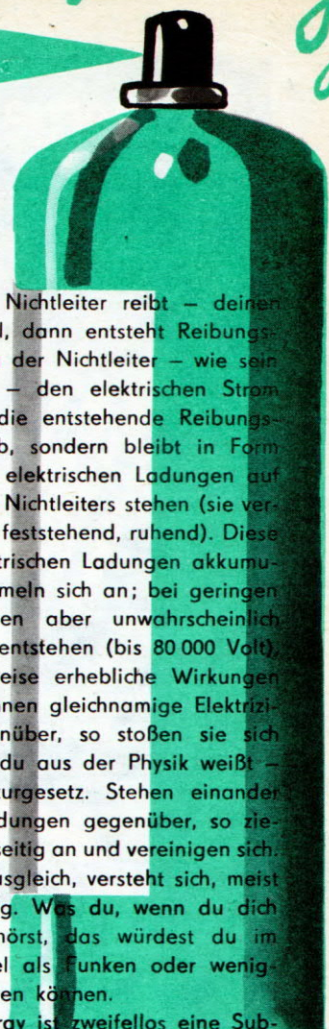 Nichtleiter reibt – deinen
l, dann entsteht Reibungs-
der Nichtleiter – wie sein
– den elektrischen Strom
die entstehende Reibungs-
b, sondern bleibt in Form
elektrischen Ladungen auf
Nichtleiters stehen (sie ver-
feststehend, ruhend). Diese
trischen Ladungen akkumu-
meln sich an; bei geringen
en aber unwahrscheinlich
entstehen (bis 80 000 Volt),
eise erhebliche Wirkungen
nnen gleichnamige Elektrizi-
nüber, so stoßen sie sich
du aus der Physik weißt –
turgesetz. Stehen einander
dungen gegenüber, so zie-
seitig an und vereinigen sich.
usgleich, versteht sich, meist
g. Was du, wenn du dich
hörst, das würdest du im
el als Funken oder wenig-
en können.
ray ist zweifellos eine Sub-